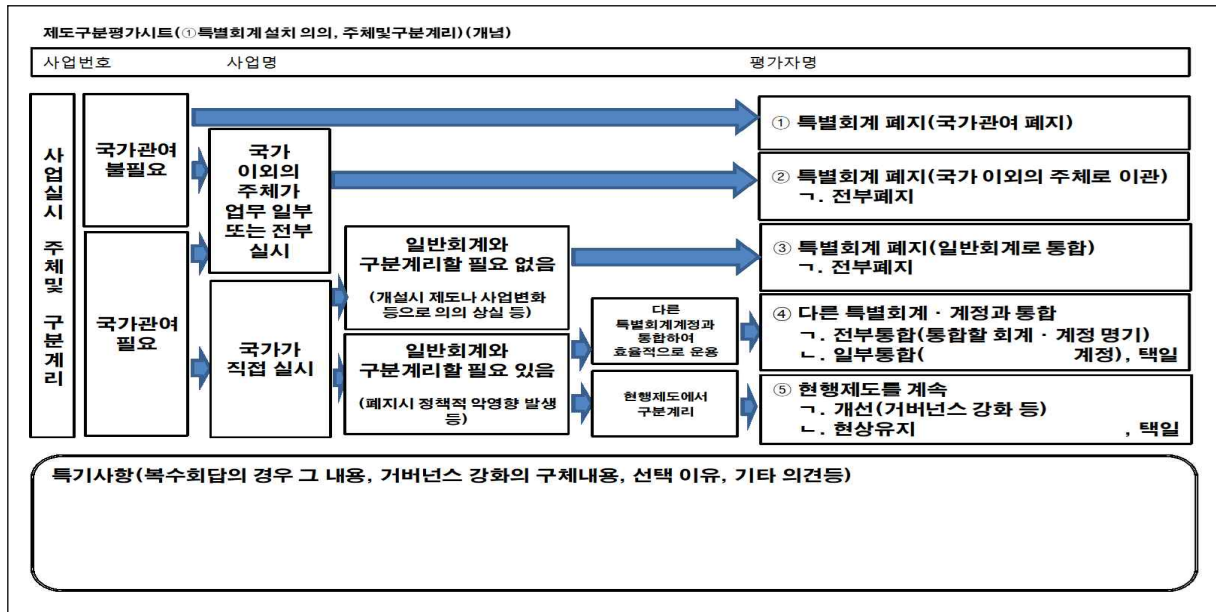 제도구분평가시트(①특별회계설치 의의, 주체및구분계리)(개념)
사업번호 사업명 평가자명
사업실시 주체및 구분계리
국가관여
불필요
국가
이외의
주체가
업무 일부
또는 전부
실시
① 특별회계 폐지(국가관여 폐지)
② 특별회계 폐지(국가 이외의 주체로 이관)
ㄱ. 전부폐지
국가관여
필요
국가가
직접 실시
일반회계와
구분계리할 필요 없음
(개설시 제도나 사업변화
등으로 의의 상실 등)
③ 특별회계 폐지(일반회계로 통합)
ㄱ. 전부폐지
일반회계와
구분계리할 필요 있음
(폐지시 정책적 악영향 발생
등)
다른
특별회계계정과
통합하여
효율적으로 운용
④ 다른 특별회계·계정과 통합
ㄱ. 전부통합(통합할 회계·계정 명기)
ㄴ. 일부통합( 계정), 택일
현행제도에서
구분계리
⑤ 현행제도를 계속
ㄱ. 개선(거버넌스 강화 등)
ㄴ. 현상유지 , 택일
특기사항(복수회답의 경우 그 내용, 거버넌스 강화의 구체내용, 선택 이유, 기타 의견등)